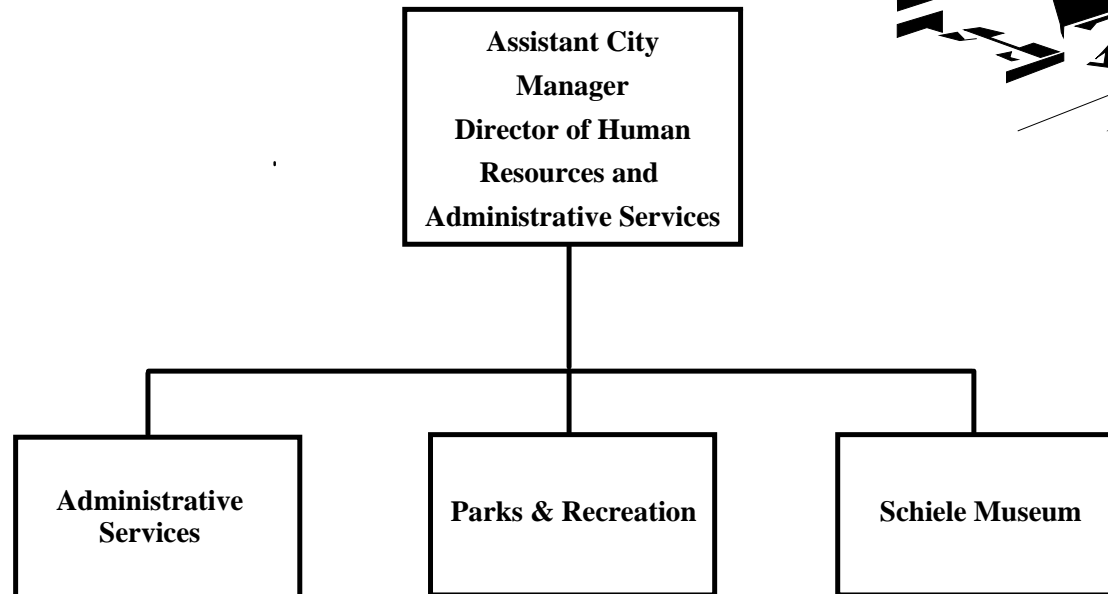 Assistant City
Manager
Director of Human
Resources and
Administrative Services
Administrative
Services
Parks & Recreation
Schiele Museum